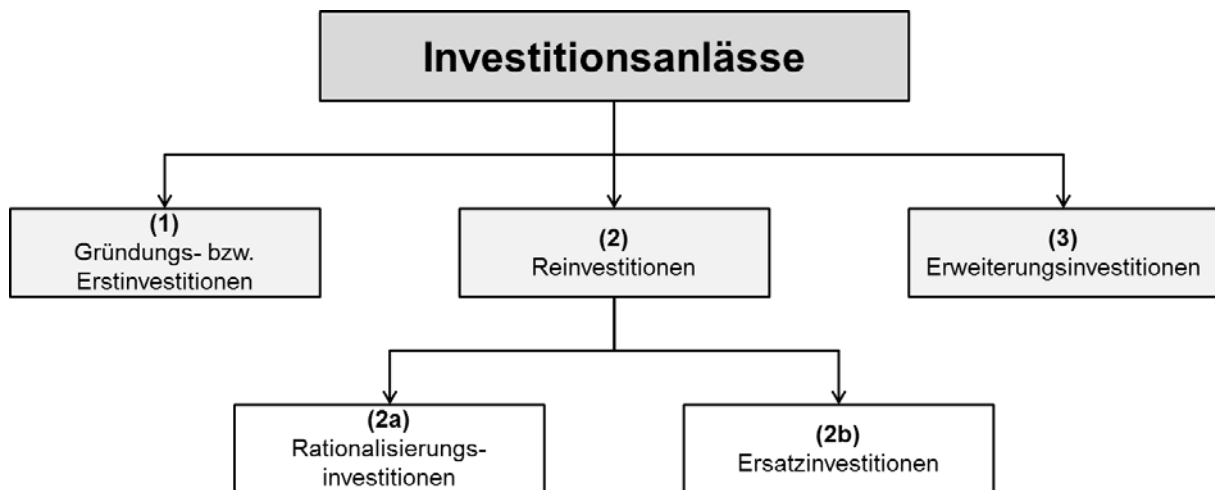 Investitionsanlässe
(1)
Gründungs- bzw.
Erstinvestitionen
(2)
Reinvestitionen
(3)
Erweiterungsinvestitionen
(2a)
Rationalisierungs-
investitionen
(2b)
Ersatzinvestitionen